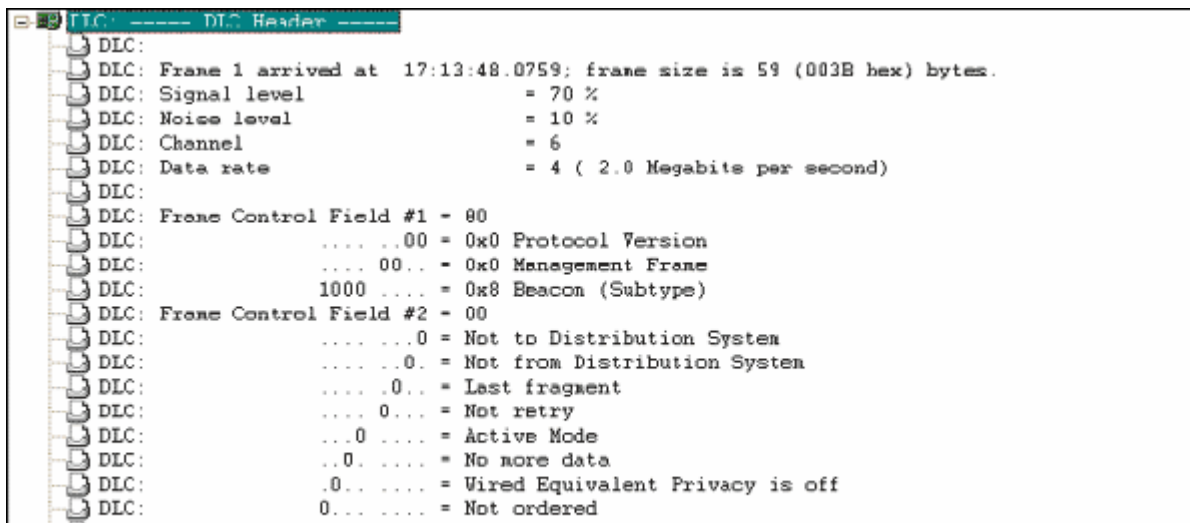 DLC: ----- DLC Header -----
DLC:
DLC: Frame 1 arrived at 17:13:48.0759; frame size is 59 (003B hex) bytes.
DLC: Signal level = 70 %
DLC: Noise level = 10 %
DLC: Channel = 6
DLC: Data rate = 4 ( 2.0 Megabits per second)
DLC:
DLC: Frame Control Field #1 = 80
DLC: .... ..00 = 0x0 Protocol Version
DLC: .... 00.. = 0x0 Management Frame
DLC: 1000 .... = 0x8 Beacon (Subtype)
DLC: Frame Control Field #2 = 00
DLC: .... ...0 = Not to Distribution System
DLC: .... ..0. = Not from Distribution System
DLC: .... .0.. = Last fragment
DLC: .... 0... = Not retry
DLC: ...0 .... = Active Mode
DLC: ..0. .... = No more data
DLC: .0.. .... = Wired Equivalent Privacy is off
DLC: 0... .... = Not ordered